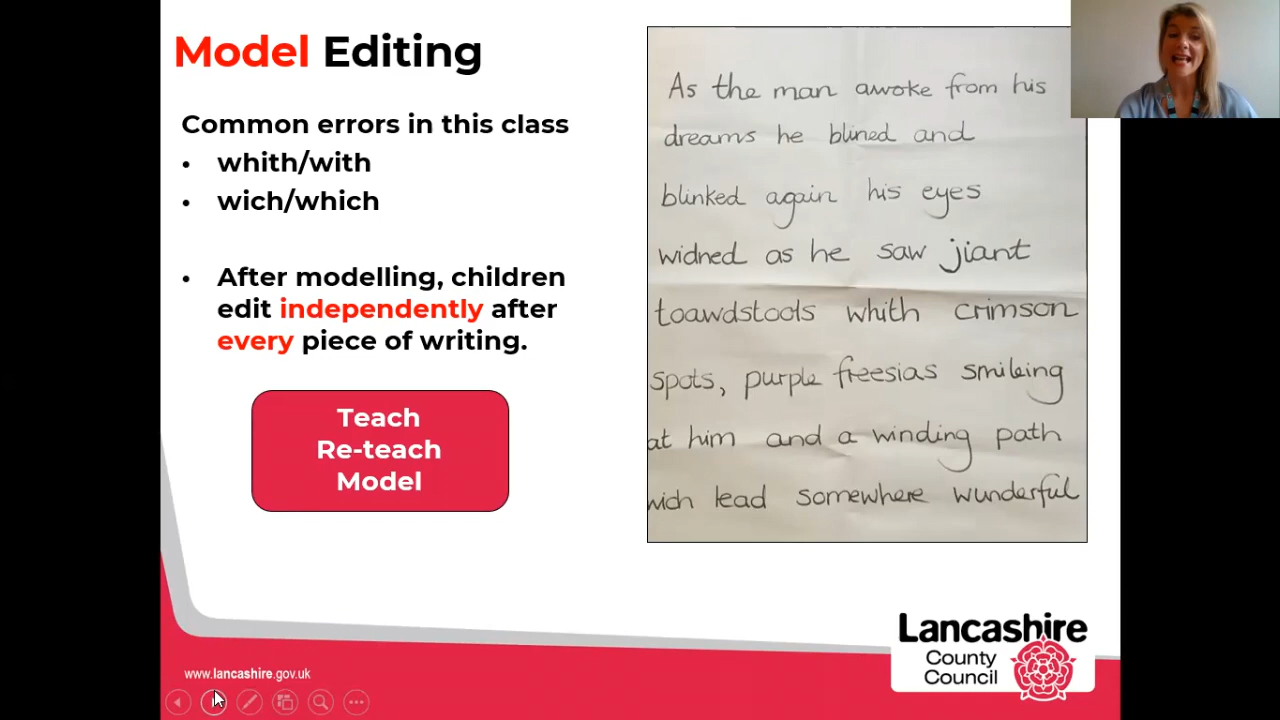 Model Editing
Common errors in this class
• whith/with
• wich/which
• After modelling, children
edit independently after
every piece of writing.
Teach
Re-teach
Model
As the man awoke from his
dreams he blined and
blinked again his eyes
widned as he saw jiant
toawdstools whith crimson
spots, purple freesias smileing
at him and a winding path
wich lead somewhere wunderful
Lancashire
County
Council
www.lancashire.gov.uk